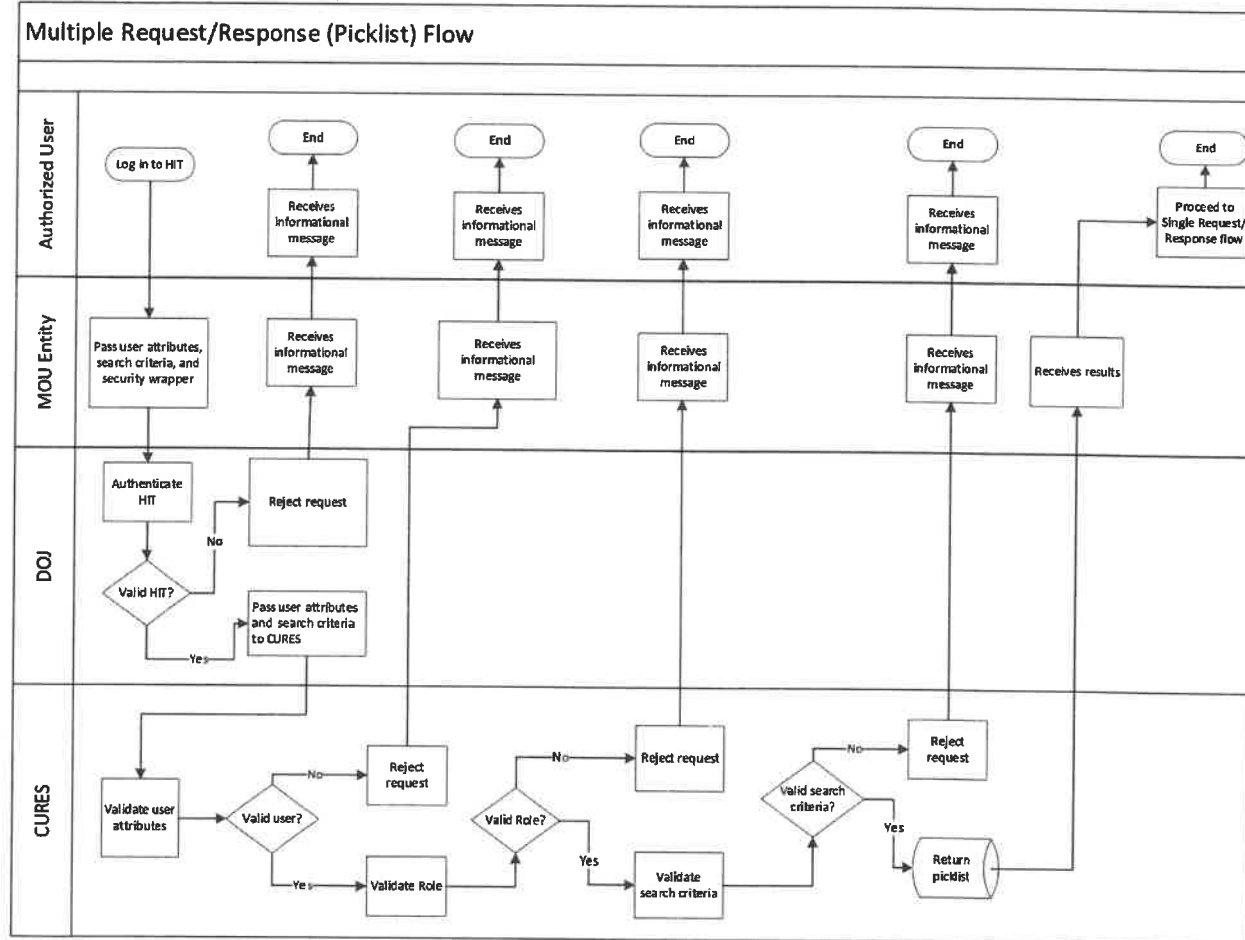 Multiple Request/Response (Picklist) Flow
Authorized User
Log in to HIT
End
End
End
End
End
Receives
informational
message
Receives
informational
message
Receives
informational
message
Receives
informational
message
Proceed to
Single Request/
Response flow
MOU Entity
Pass user attributes,
search criteria, and
security wrapper
Receives
informational
message
Receives
informational
message
Receives
informational
message
Receives
informational
message
Receives results
DOJ
Authenticate
HIT
Reject request
No
Valid HIT?
Pass user attributes
and search criteria
to CURES
Yes
CURES
Validate user
attributes
Valid user?
No
Reject
request
Yes
Validate Role
Valid Role?
No
Reject request
Yes
Validate
search criteria
Valid search
criteria?
No
Reject
request
Yes
Return
picklist